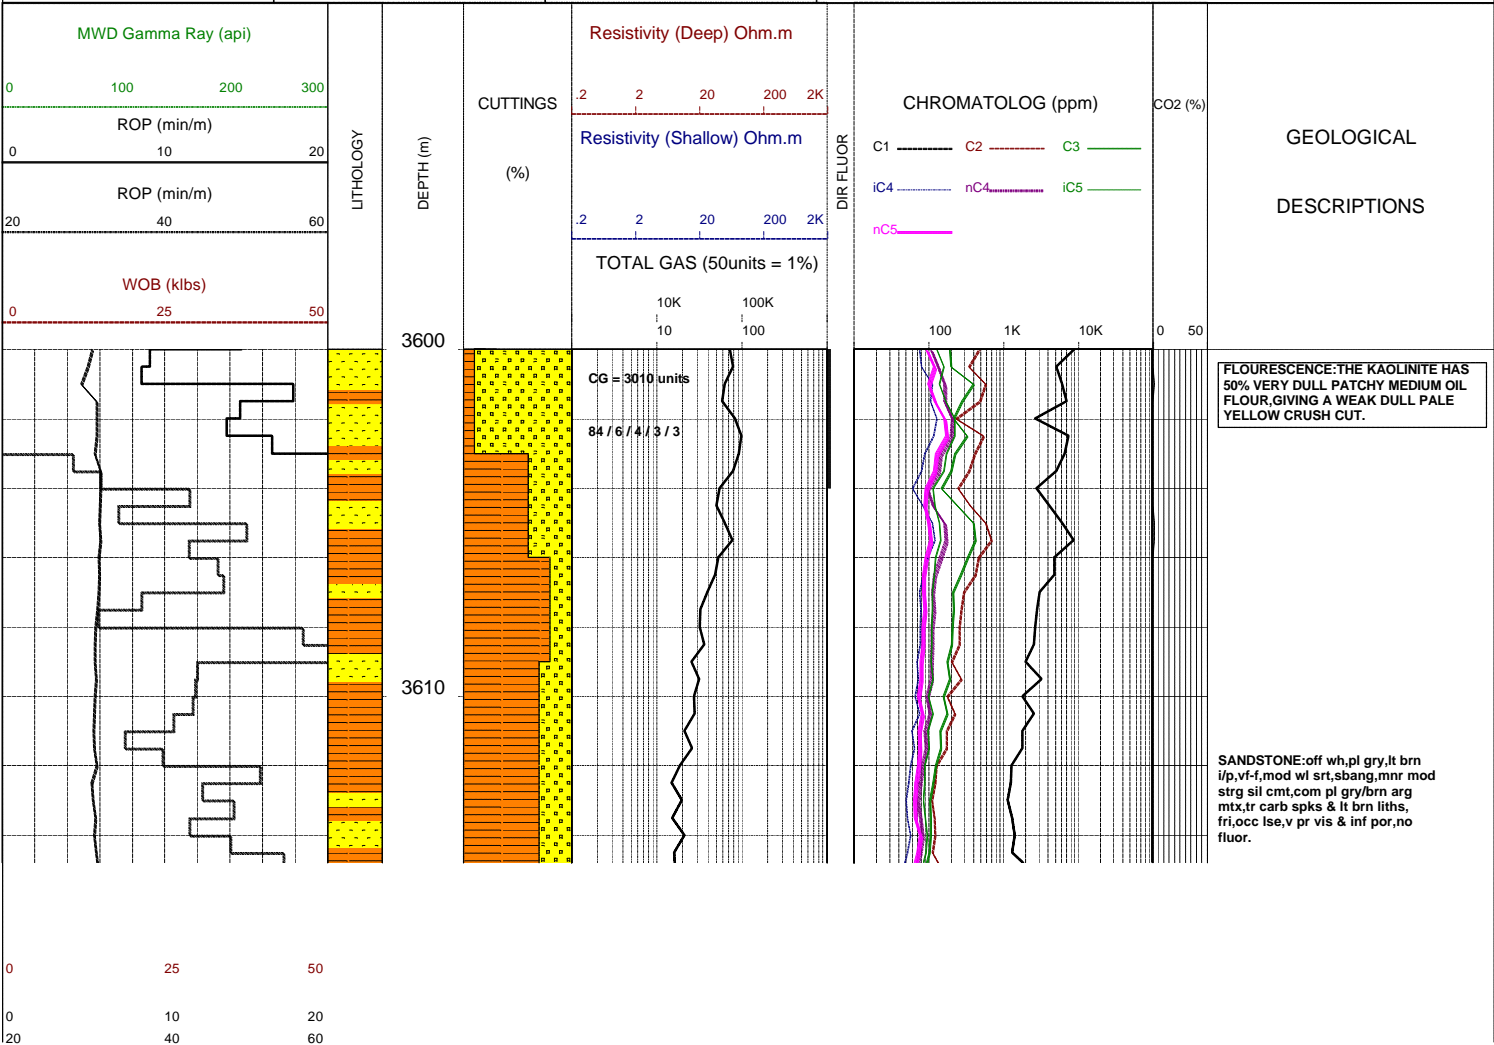 MWD Gamma Ray (api)
0 100 200 300
ROP (min/m)
0 10 20
ROP (min/m)
20 40 60
WOB (klbs)
0 25 50
LITHOLOGY
DEPTH (m)
CUTTINGS
(%)
Resistivity (Deep) Ohm.m
.2 2 20 200 2K
Resistivity (Shallow) Ohm.m
.2 2 20 200 2K
TOTAL GAS (50units = 1%)
10K 100K
10 100
DIR FLUOR
CHROMATOLOG (ppm)
C1 C2 C3
iC4 nC4 iC5
nC5
100 1K 10K
CO2 (%)
0 50
GEOLOGICAL
DESCRIPTIONS
3600
CG = 3010 units
84 / 6 / 4 / 3 / 3
FLOURESCENCE:THE KAOLINITE HAS
50% VERY DULL PATCHY MEDIUM OIL
FLOUR,GIVING A WEAK DULL PALE
YELLOW CRUSH CUT.
3610
SANDSTONE:off wh,pl gry,lt brn
i/p,vf-f,mod wl srt,sbang,mnr mod
strg sil cmt,com pl gry/brn arg
mtx,tr carb spks & lt brn liths,
fri,occ lse,v pr vis & inf por,no
fluor.
0 25 50
0 10 20
20 40 60